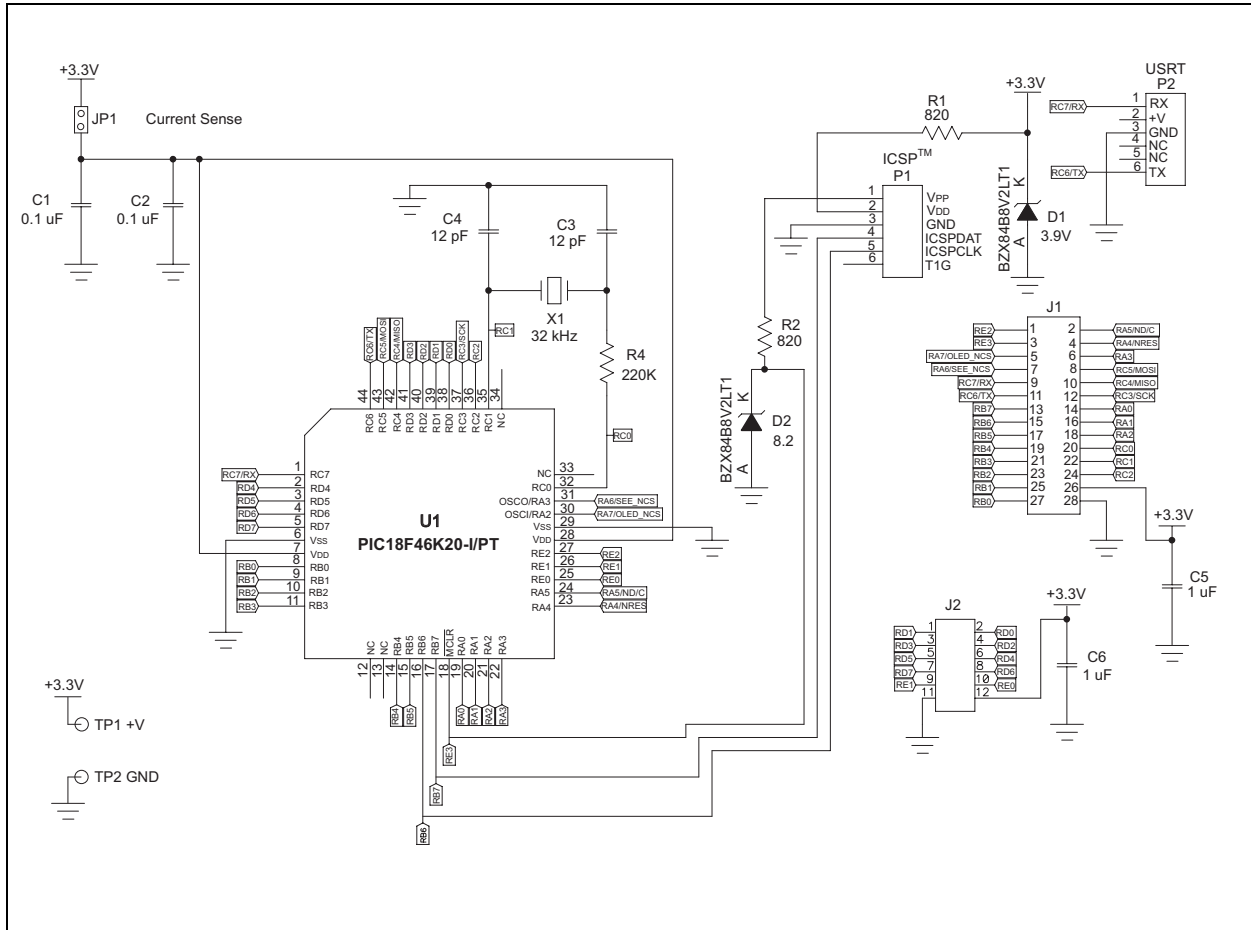 +3.3V
JP1 Current Sense
C1
0.1 uF
C2
0.1 uF
C4
12 pF
C3
12 pF
X1
32 kHz
R4
220K
RC1
RC0
RC6/TX
RC5/MOSI
RC4/MISO
RD3
RD2
RD1
RD0
RC3/SCK
RC2
44
43
42
41
40
39
38
37
36
35
34
RC6
RC5
RC4
RD3
RD2
RD1
RD0
RC3
RC2
RC1
NC
RC7/RX 1 RC7
RD4 2 RD4
RD5 3 RD5
RD6 4 RD6
RD7 5 RD7
6 VSS
7 VDD
RB0 8 RB0
RB1 9 RB1
RB2 10 RB2
RB3 11 RB3
U1
PIC18F46K20-I/PT
NC 33
RC0 32
OSCO/RA3 31 RA6/SEE_NCS
OSCI/RA2 30 RA7/OLED_NCS
VSS 29
VDD 28
RE2 27 RE2
RE1 26 RE1
RE0 25 RE0
RA5 24 RA5/ND/C
RA4 23 RA4/NRES
NC
NC
RB4
RB5
RB6
RB7
MCLR
RA0
RA1
RA2
RA3
12
13
14
15
16
17
18
19
20
21
22
RB4
RB5
RA0
RA1
RA2
RA3
RE3
RB7
RB6
+3.3V
TP1 +V
TP2 GND
R1
820
+3.3V
ICSP™
P1
1 VPP
2 VDD
3 GND
4 ICSPDAT
5 ICSPCLK
6 T1G
R2
820
BZX84B8V2LT1
K
A
D2
8.2
BZX84B8V2LT1
K
A
D1
3.9V
USRT
P2
RC7/RX 1 RX
2 +V
3 GND
4 NC
5 NC
RC6/TX 6 TX
J1
RE2 1 2 RA5/ND/C
RE3 3 4 RA4/NRES
RA7/OLED_NCS 5 6 RA3
RA6/SEE_NCS 7 8 RC5/MOSI
RC7/RX 9 10 RC4/MISO
RC6/TX 11 12 RC3/SCK
RB7 13 14 RA0
RB6 15 16 RA1
RB5 17 18 RA2
RB4 19 20 RC0
RB3 21 22 RC1
RB2 23 24 RC2
RB1 25 26
RB0 27 28
+3.3V
C5
1 uF
J2
RD1 1 2 RD0
RD3 3 4 RD2
RD5 5 6 RD4
RD7 7 8 RD6
RE1 9 10 RE0
11 12
+3.3V
C6
1 uF